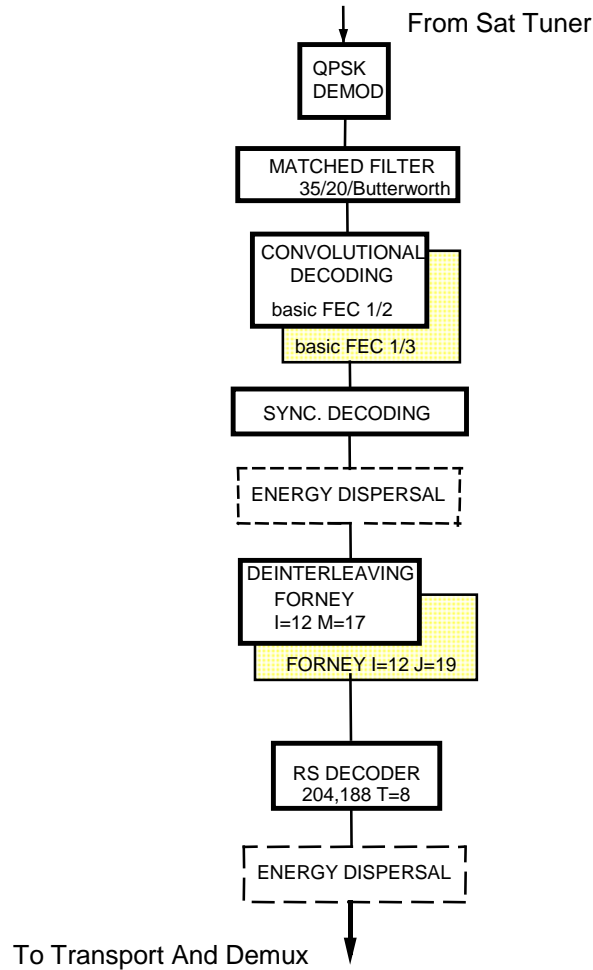 From Sat Tuner
QPSK
DEMOD
MATCHED FILTER
35/20/Butterworth
CONVOLUTIONAL
DECODING
basic FEC 1/2
basic FEC 1/3
SYNC. DECODING
ENERGY DISPERSAL
DEINTERLEAVING
FORNEY
I=12 M=17
FORNEY I=12 J=19
RS DECODER
204,188 T=8
ENERGY DISPERSAL
To Transport And Demux